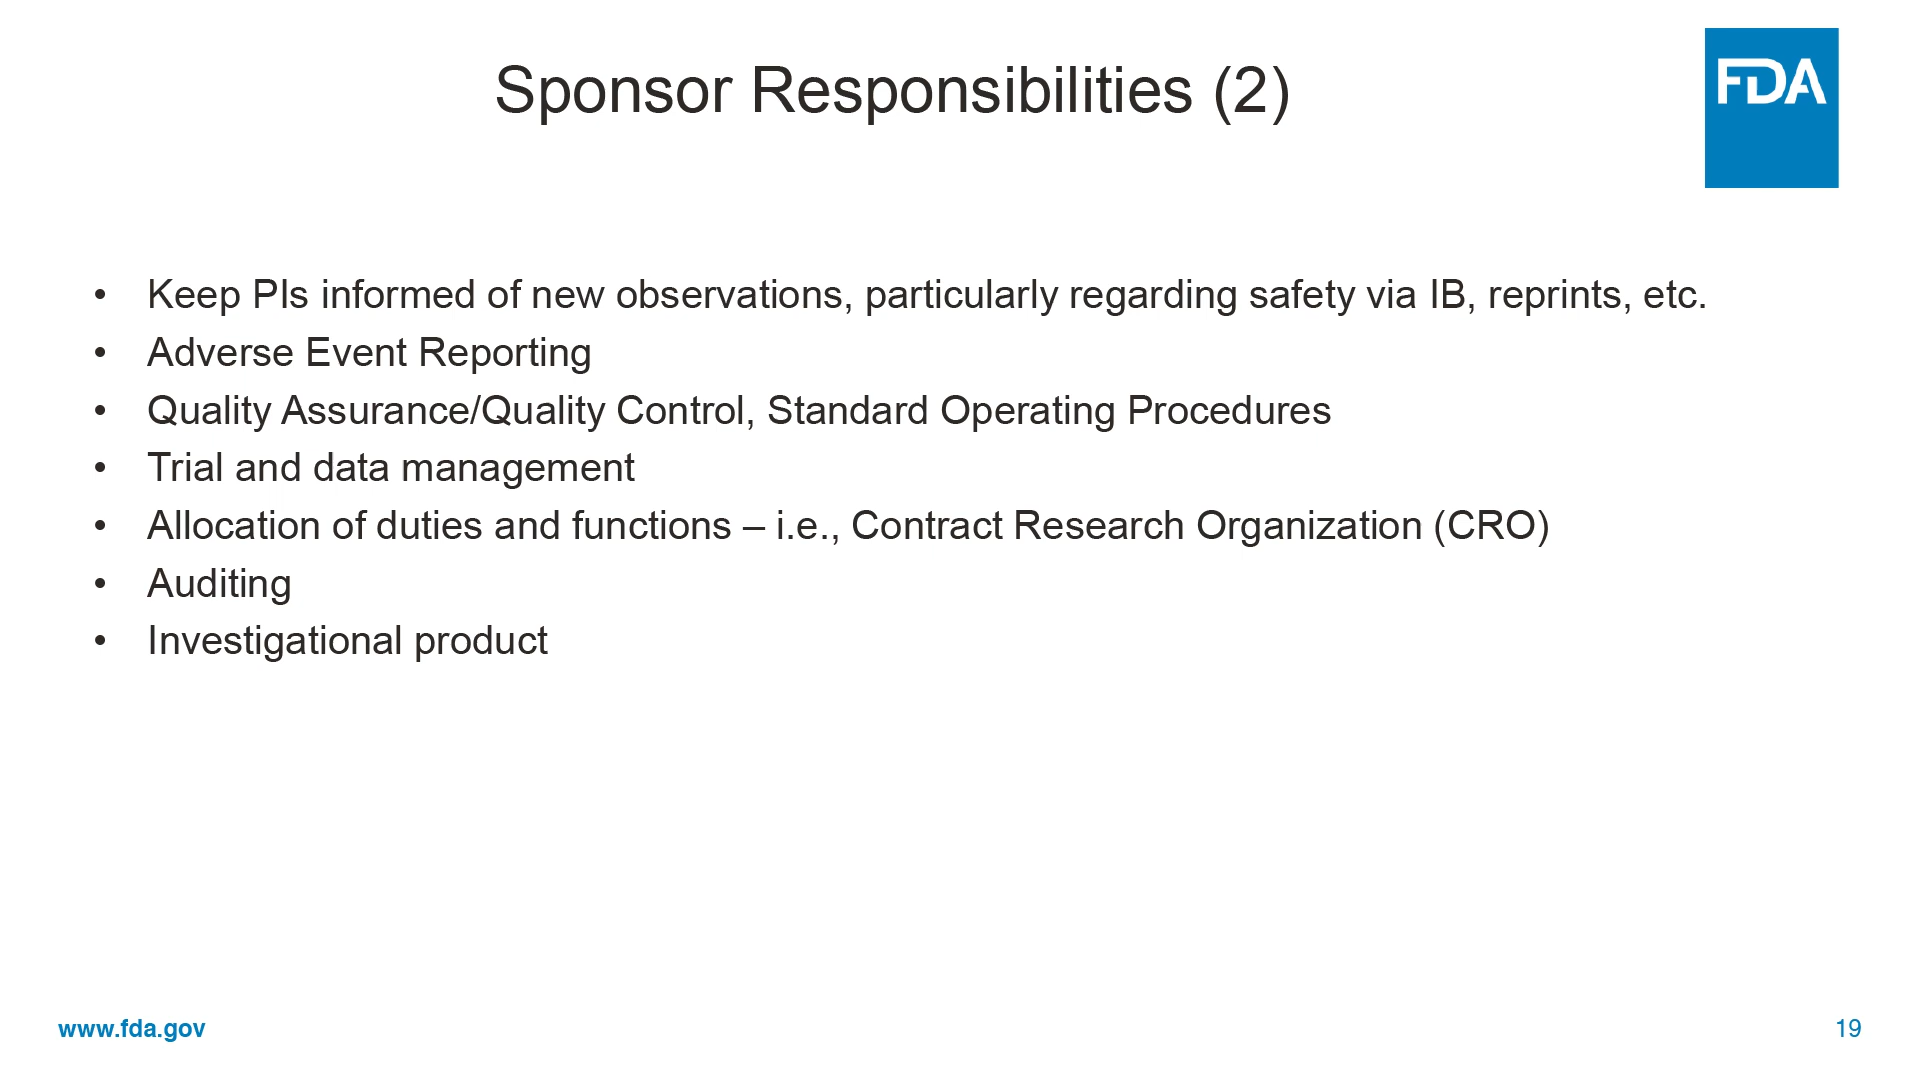 Sponsor Responsibilities (2)
FDA
• Keep PIs informed of new observations, particularly regarding safety via IB, reprints, etc.
• Adverse Event Reporting
• Quality Assurance/Quality Control, Standard Operating Procedures
• Trial and data management
• Allocation of duties and functions – i.e., Contract Research Organization (CRO)
• Auditing
• Investigational product
www.fda.gov
19